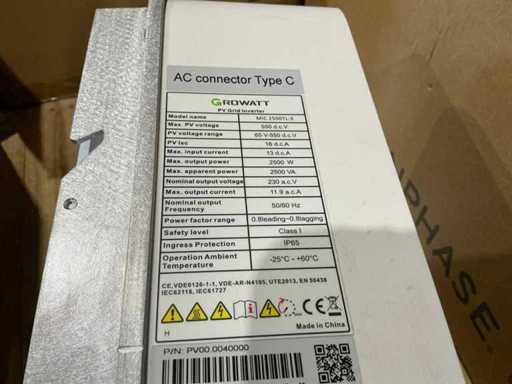 AC connector Type C
GROWATT
PV Grid Inverter
Model name MIC 2500TL-X
Max. PV voltage 550 d.c.V
PV voltage range 65 V-550 d.c.V
PV Isc 16 d.c.A
Max. input current 13 d.c.A
Max. output power 2500 W
Max. apparent power 2500 VA
Nominal output voltage 230 a.c.V
Max. output current 11.9 a.c.A
Nominal output Frequency 50/60 Hz
Power factor range 0.8leading~0.8lagging
Safety level Class I
Ingress Protection IP65
Operation Ambient Temperature -25°C - +60°C
CE,VDE0126-1-1, VDE-AR-N4105, UTE2013, EN 50438
IEC62116, IEC61727
CE
H
Made in China
P/N: PV00.0040000
NPHASE.